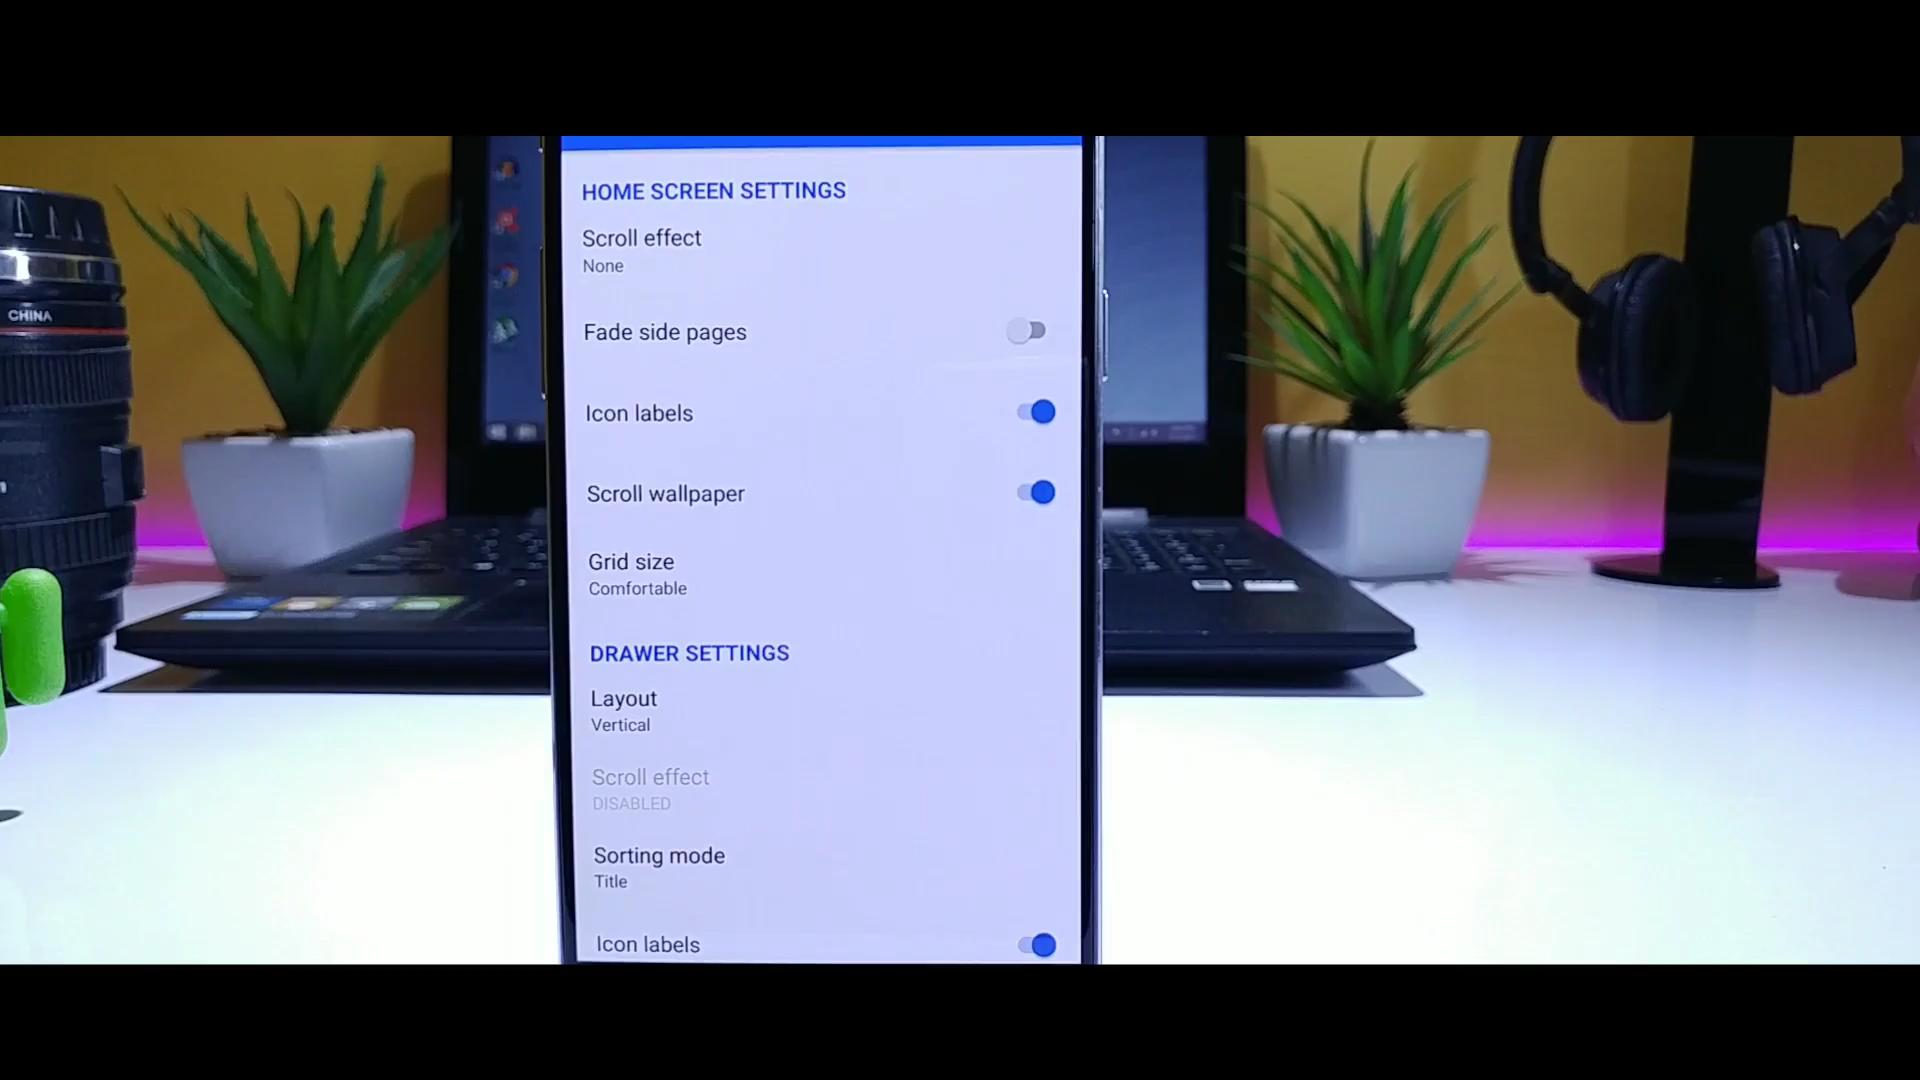 CHINA
HOME SCREEN SETTINGS
Scroll effect
None
Fade side pages
Icon labels
Scroll wallpaper
Grid size
Comfortable
DRAWER SETTINGS
Layout
Vertical
Scroll effect
DISABLED
Sorting mode
Title
Icon labels